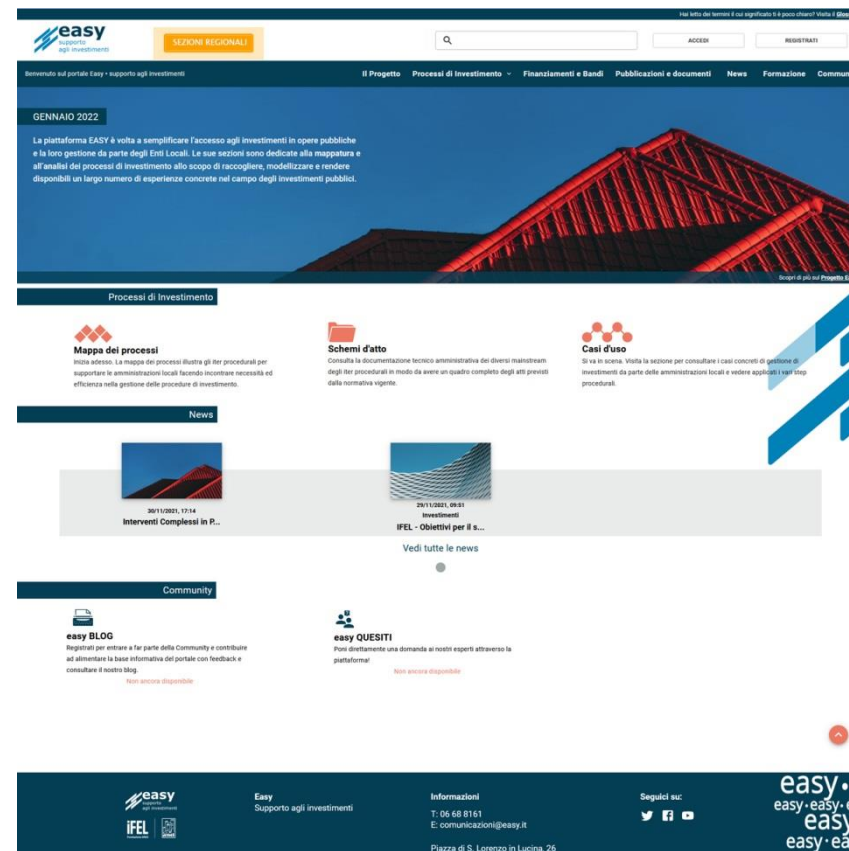 Hai letto dei termini il cui significato ti è poco chiaro? Visita il
easy
supporto
agli investimenti
SEZIONI REGIONALI
ACCEDI
REGISTRATI
Benvenuto sul portale Easy • supporto agli investimenti
Il Progetto
Processi di Investimento
Finanziamenti e Bandi
Pubblicazioni e documenti
News
Formazione
Commun
GENNAIO 2022
La piattaforma EASY è volta a semplificare l'accesso agli investimenti in opere pubbliche
e la loro gestione da parte degli Enti Locali. Le sue sezioni sono dedicate alla mappatura e
all'analisi dei processi di investimento allo scopo di raccogliere, modellizzare e rendere
disponibili un largo numero di esperienze concrete nel campo degli investimenti pubblici.
Scopri di più sul Progetto
Processi di Investimento
Mappa dei processi
Inizia adesso. La mappa dei processi illustra gli iter procedurali per
supportare le amministrazioni locali facendo incontrare necessità ed
efficienza nella gestione delle procedure di investimento.
Schemi d'atto
Consulta la documentazione tecnico amministrativa dei diversi mainstream
degli iter procedurali in modo da avere un quadro completo degli atti previsti
dalla normativa vigente.
Casi d'uso
Si va in scena. Visita la sezione per consultare i casi concreti di gestione di
investimenti da parte delle amministrazioni locali e vedere applicati i vari step
procedurali.
News
30/11/2021, 17:14
Interventi Complessi in P...
29/11/2021, 09:51
Investimenti
IFEL - Obiettivi per il s...
Vedi tutte le news
Community
easy BLOG
Registrati per entrare a far parte della Community e contribuire
ad alimentare la base informativa del portale con feedback e
consultare il nostro blog.
Non ancora disponibile
easy QUESITI
Poni direttamente una domanda ai nostri esperti attraverso la
piattaforma!
Non ancora disponibile
easy
supporto
agli investimenti
IFEL
Easy
Supporto agli investimenti
Informazioni
T: 06 68 8161
E: comunicazioni@easy.it
Piazza di S. Lorenzo in Lucina, 26
Seguici su:
easy•
easy•easy•
easy
easy•ea